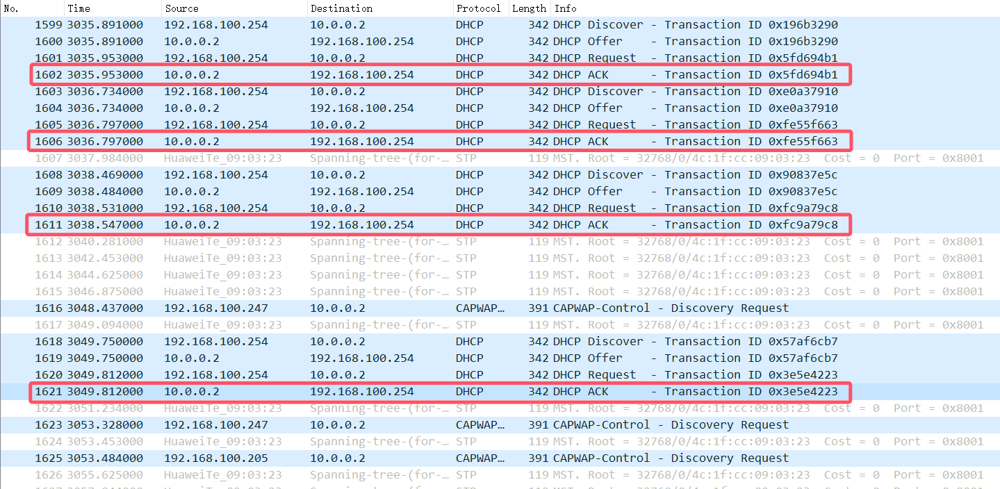 No. Time Source Destination Protocol Length Info
1599 3035.891000 192.168.100.254 10.0.0.2 DHCP 342 DHCP Discover - Transaction ID 0x196b3290
1600 3035.891000 10.0.0.2 192.168.100.254 DHCP 342 DHCP Offer - Transaction ID 0x196b3290
1601 3035.953000 192.168.100.254 10.0.0.2 DHCP 342 DHCP Request - Transaction ID 0x5fd694b1
1602 3035.953000 10.0.0.2 192.168.100.254 DHCP 342 DHCP ACK - Transaction ID 0x5fd694b1
1603 3036.734000 192.168.100.254 10.0.0.2 DHCP 342 DHCP Discover - Transaction ID 0xe0a37910
1604 3036.734000 10.0.0.2 192.168.100.254 DHCP 342 DHCP Offer - Transaction ID 0xe0a37910
1605 3036.797000 192.168.100.254 10.0.0.2 DHCP 342 DHCP Request - Transaction ID 0xfe55f663
1606 3036.797000 10.0.0.2 192.168.100.254 DHCP 342 DHCP ACK - Transaction ID 0xfe55f663
1607 3037.984000 HuaweiTe_09:03:23 Spanning-tree-(for-… STP 119 MST. Root = 32768/0/4c:1f:cc:09:03:23 Cost = 0 Port = 0x8001
1608 3038.469000 192.168.100.254 10.0.0.2 DHCP 342 DHCP Discover - Transaction ID 0x90837e5c
1609 3038.484000 10.0.0.2 192.168.100.254 DHCP 342 DHCP Offer - Transaction ID 0x90837e5c
1610 3038.531000 192.168.100.254 10.0.0.2 DHCP 342 DHCP Request - Transaction ID 0xfc9a79c8
1611 3038.547000 10.0.0.2 192.168.100.254 DHCP 342 DHCP ACK - Transaction ID 0xfc9a79c8
1612 3040.281000 HuaweiTe_09:03:23 Spanning-tree-(for-… STP 119 MST. Root = 32768/0/4c:1f:cc:09:03:23 Cost = 0 Port = 0x8001
1613 3042.453000 HuaweiTe_09:03:23 Spanning-tree-(for-… STP 119 MST. Root = 32768/0/4c:1f:cc:09:03:23 Cost = 0 Port = 0x8001
1614 3044.625000 HuaweiTe_09:03:23 Spanning-tree-(for-… STP 119 MST. Root = 32768/0/4c:1f:cc:09:03:23 Cost = 0 Port = 0x8001
1615 3046.875000 HuaweiTe_09:03:23 Spanning-tree-(for-… STP 119 MST. Root = 32768/0/4c:1f:cc:09:03:23 Cost = 0 Port = 0x8001
1616 3048.437000 192.168.100.247 10.0.0.2 CAPWAP… 391 CAPWAP-Control - Discovery Request
1617 3049.094000 HuaweiTe_09:03:23 Spanning-tree-(for-… STP 119 MST. Root = 32768/0/4c:1f:cc:09:03:23 Cost = 0 Port = 0x8001
1618 3049.750000 192.168.100.254 10.0.0.2 DHCP 342 DHCP Discover - Transaction ID 0x57af6cb7
1619 3049.750000 10.0.0.2 192.168.100.254 DHCP 342 DHCP Offer - Transaction ID 0x57af6cb7
1620 3049.812000 192.168.100.254 10.0.0.2 DHCP 342 DHCP Request - Transaction ID 0x3e5e4223
1621 3049.812000 10.0.0.2 192.168.100.254 DHCP 342 DHCP ACK - Transaction ID 0x3e5e4223
1622 3051.234000 HuaweiTe_09:03:23 Spanning-tree-(for-… STP 119 MST. Root = 32768/0/4c:1f:cc:09:03:23 Cost = 0 Port = 0x8001
1623 3053.328000 192.168.100.247 10.0.0.2 CAPWAP… 391 CAPWAP-Control - Discovery Request
1624 3053.453000 HuaweiTe_09:03:23 Spanning-tree-(for-… STP 119 MST. Root = 32768/0/4c:1f:cc:09:03:23 Cost = 0 Port = 0x8001
1625 3053.484000 192.168.100.205 10.0.0.2 CAPWAP… 391 CAPWAP-Control - Discovery Request
1626 3055.625000 HuaweiTe_09:03:23 Spanning-tree-(for-… STP 119 MST. Root = 32768/0/4c:1f:cc:09:03:23 Cost = 0 Port = 0x8001